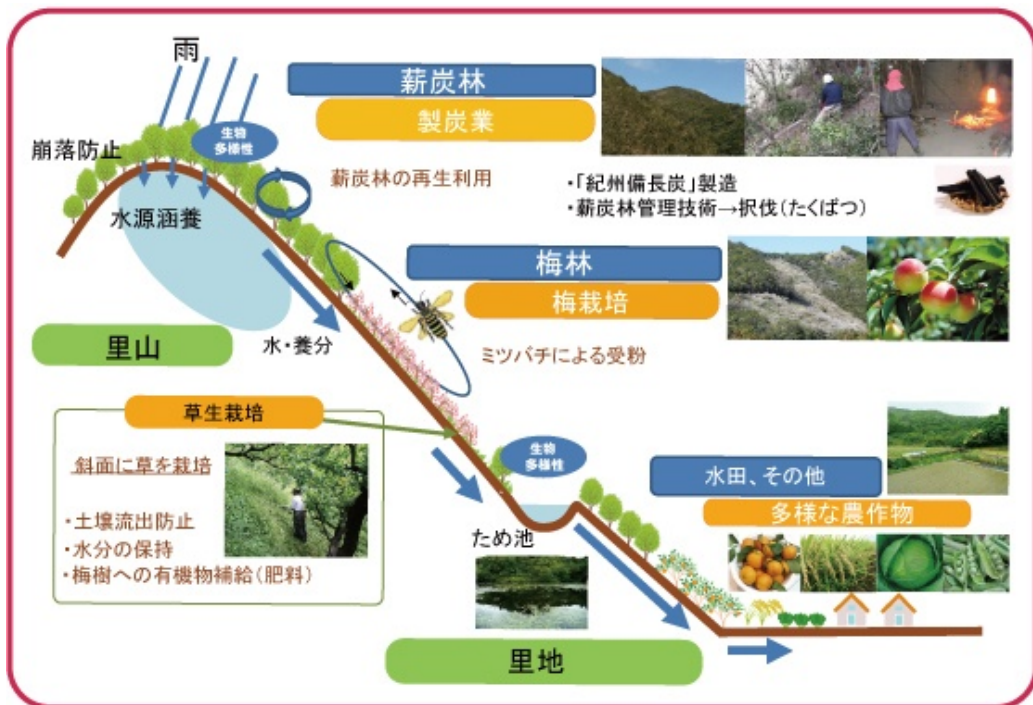 雨
薪炭林
製炭業
生物
多様性
崩落防止
薪炭林の再生利用
・「紀州備長炭」製造
・薪炭林管理技術→択伐(たくばつ)
水源涵養
梅林
梅栽培
里山
水・養分
ミツバチによる受粉
草生栽培
斜面に草を栽培
・土壌流出防止
・水分の保持
・梅樹への有機物補給(肥料)
生物
多様性
水田、その他
多様な農作物
ため池
里地